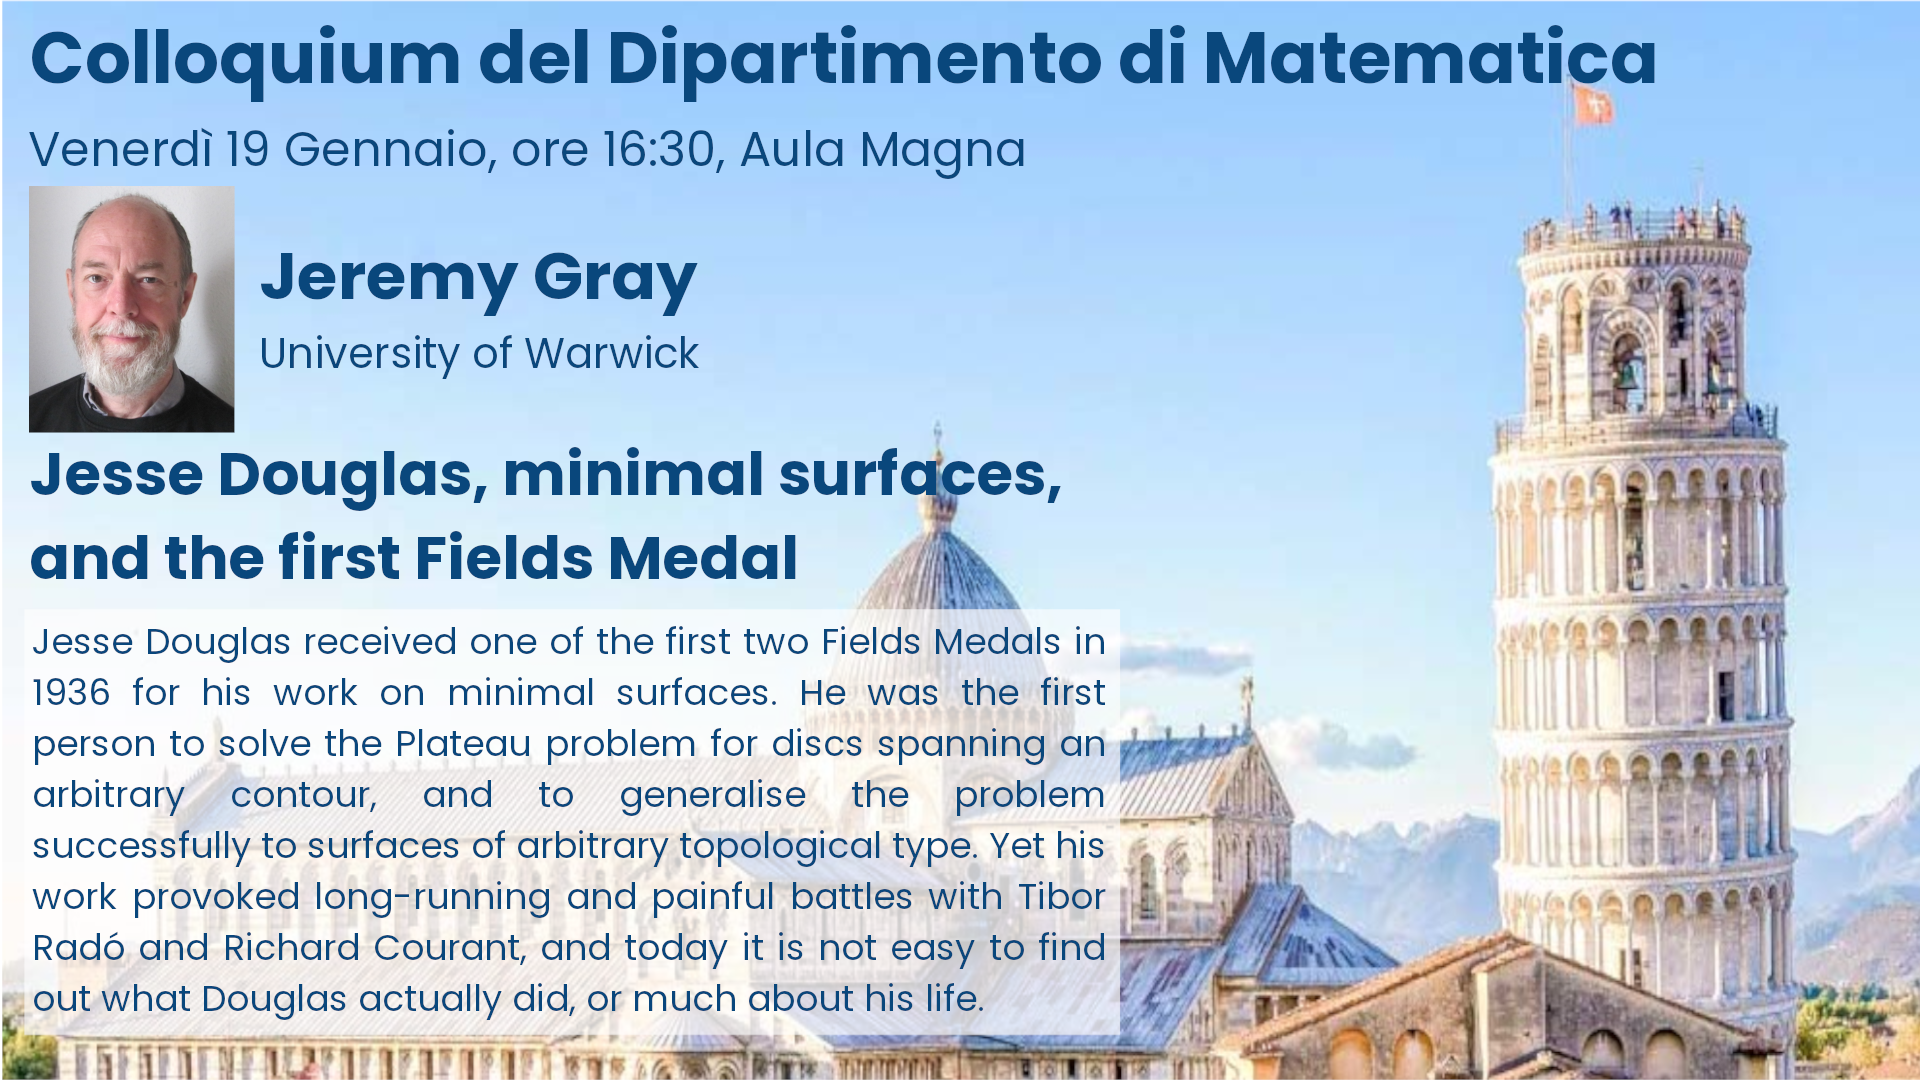 Colloquium del Dipartimento di Matematica
Venerdì 19 Gennaio, ore 16:30, Aula Magna
Jeremy Gray
University of Warwick
Jesse Douglas, minimal surfaces,
and the first Fields Medal
Jesse Douglas received one of the first two Fields Medals in
1936 for his work on minimal surfaces. He was the first
person to solve the Plateau problem for discs spanning an
arbitrary contour, and to generalise the problem
successfully to surfaces of arbitrary topological type. Yet his
work provoked long-running and painful battles with Tibor
Radó and Richard Courant, and today it is not easy to find
out what Douglas actually did, or much about his life.